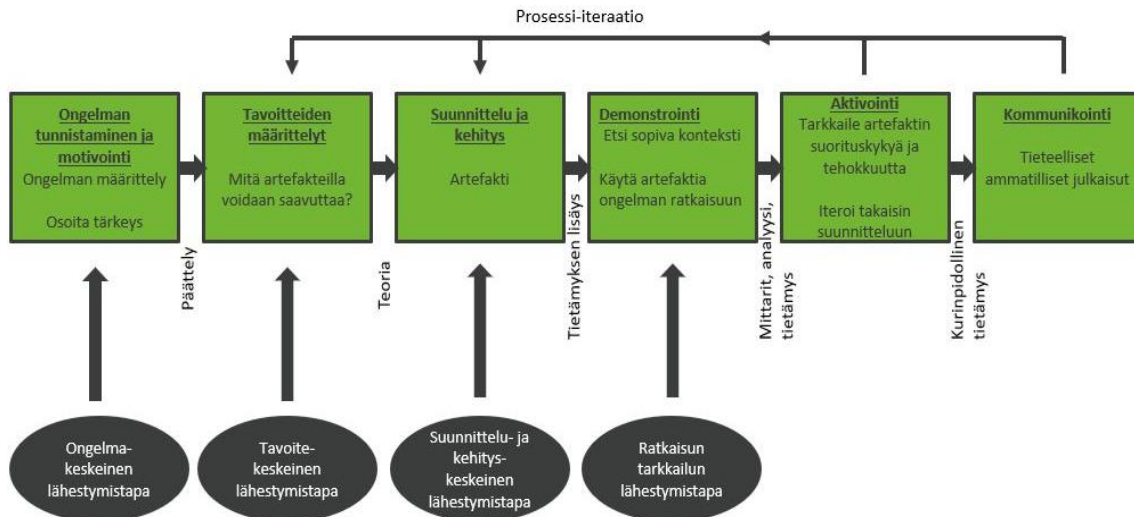 Prosessi-iteraatio
Ongelman
tunnistaminen ja
motivointi
Ongelman määrittely
Osoita tärkeys
Päättely
Tavoitteiden
määrittelyt
Mitä artefakteilla
voidaan saavuttaa?
Teoria
Suunnittelu ja
kehitys
Artefakti
Tietämyksen lisäys
Demonstrointi
Etsi sopiva konteksti
Käytä artefaktia
ongelman ratkaisuun
Mittarit, analyysi,
tietämys
Aktivointi
Tarkkaile artefaktin
suorituskykyä ja
tehokkuutta
Iteroi takaisin
suunnitteluun
Kurinpidollinen
tietämys
Kommunikointi
Tieteelliset
ammatilliset julkaisut
Ongelma-
keskeinen
lähestymistapa
Tavoite-
keskeinen
lähestymistapa
Suunnittelu- ja
kehitys-
keskeinen
lähestymistapa
Ratkaisun
tarkkailun
lähestymistapa